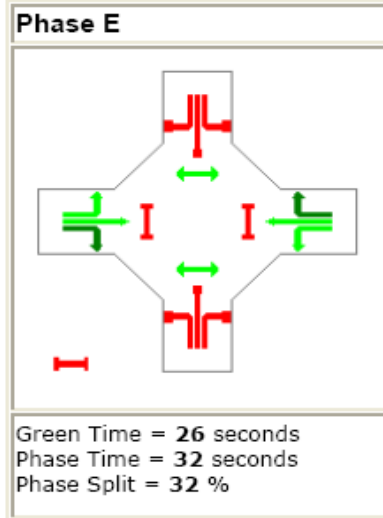 Phase E
Green Time = 26 seconds
Phase Time = 32 seconds
Phase Split = 32 %